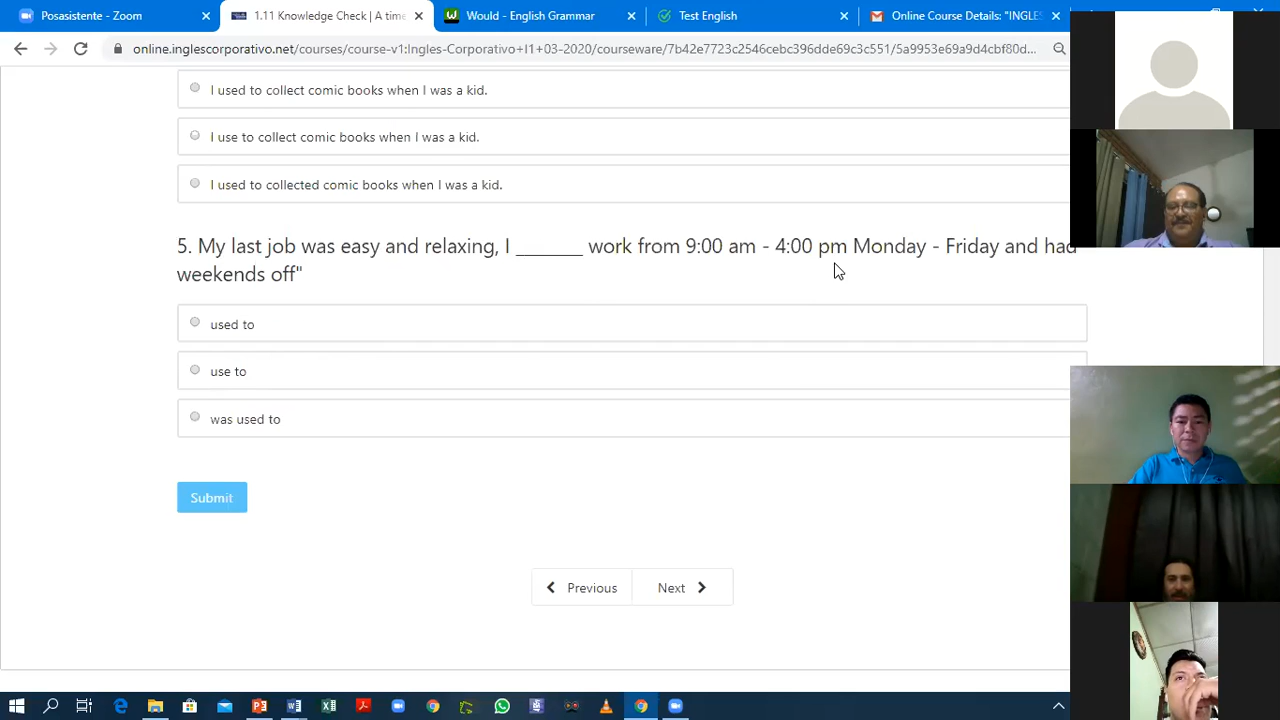 Posasistente - Zoom
1.11 Knowledge Check | A time
Would - English Grammar
Test English
Online Course Details: "INGLES
online.inglescorporativo.net/courses/course-v1:Ingles-Corporativo+I1+03-2020/courseware/7b42e7723c2546cebc396dde69c3c551/5a9953e69a9d4cbf80d...
I used to collect comic books when I was a kid.
I use to collect comic books when I was a kid.
I used to collected comic books when I was a kid.
5. My last job was easy and relaxing, I _______ work from 9:00 am - 4:00 pm Monday - Friday and had
weekends off"
used to
use to
was used to
Submit
Previous
Next